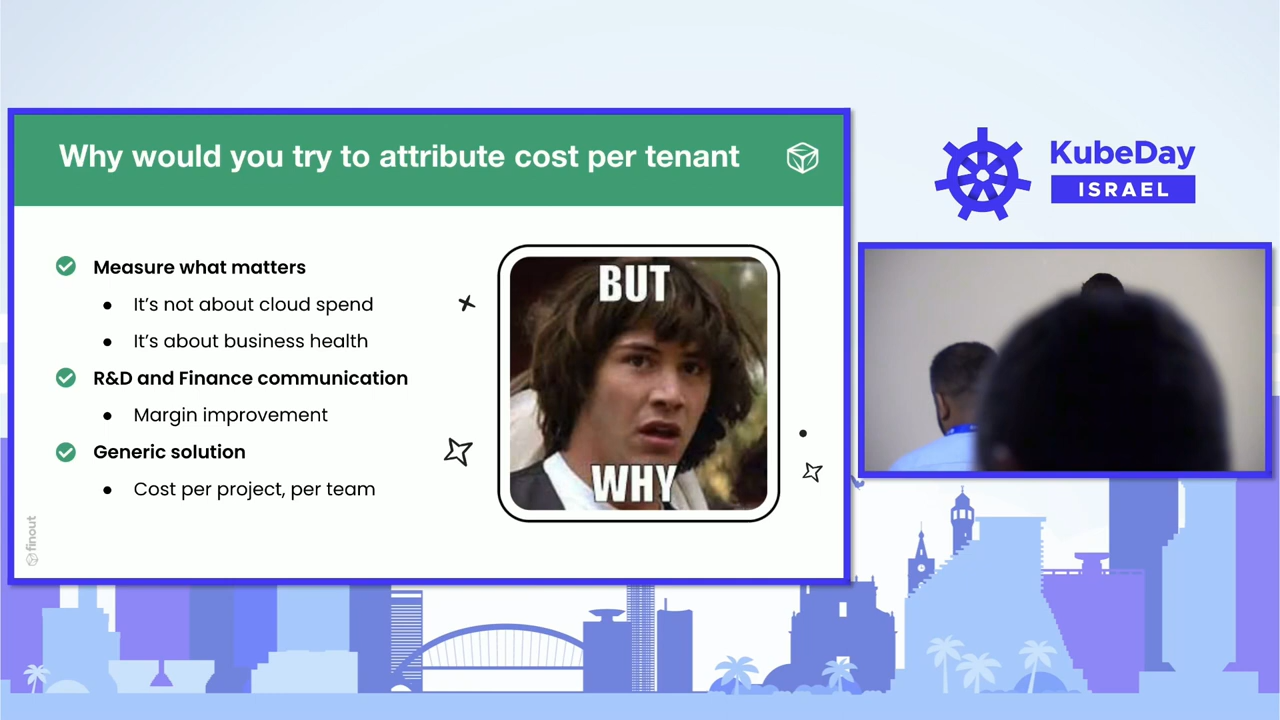 Why would you try to attribute cost per tenant
Measure what matters
It's not about cloud spend
It's about business health
R&D and Finance communication
Margin improvement
Generic solution
Cost per project, per team
BUT
WHY
finout
KubeDay
ISRAEL